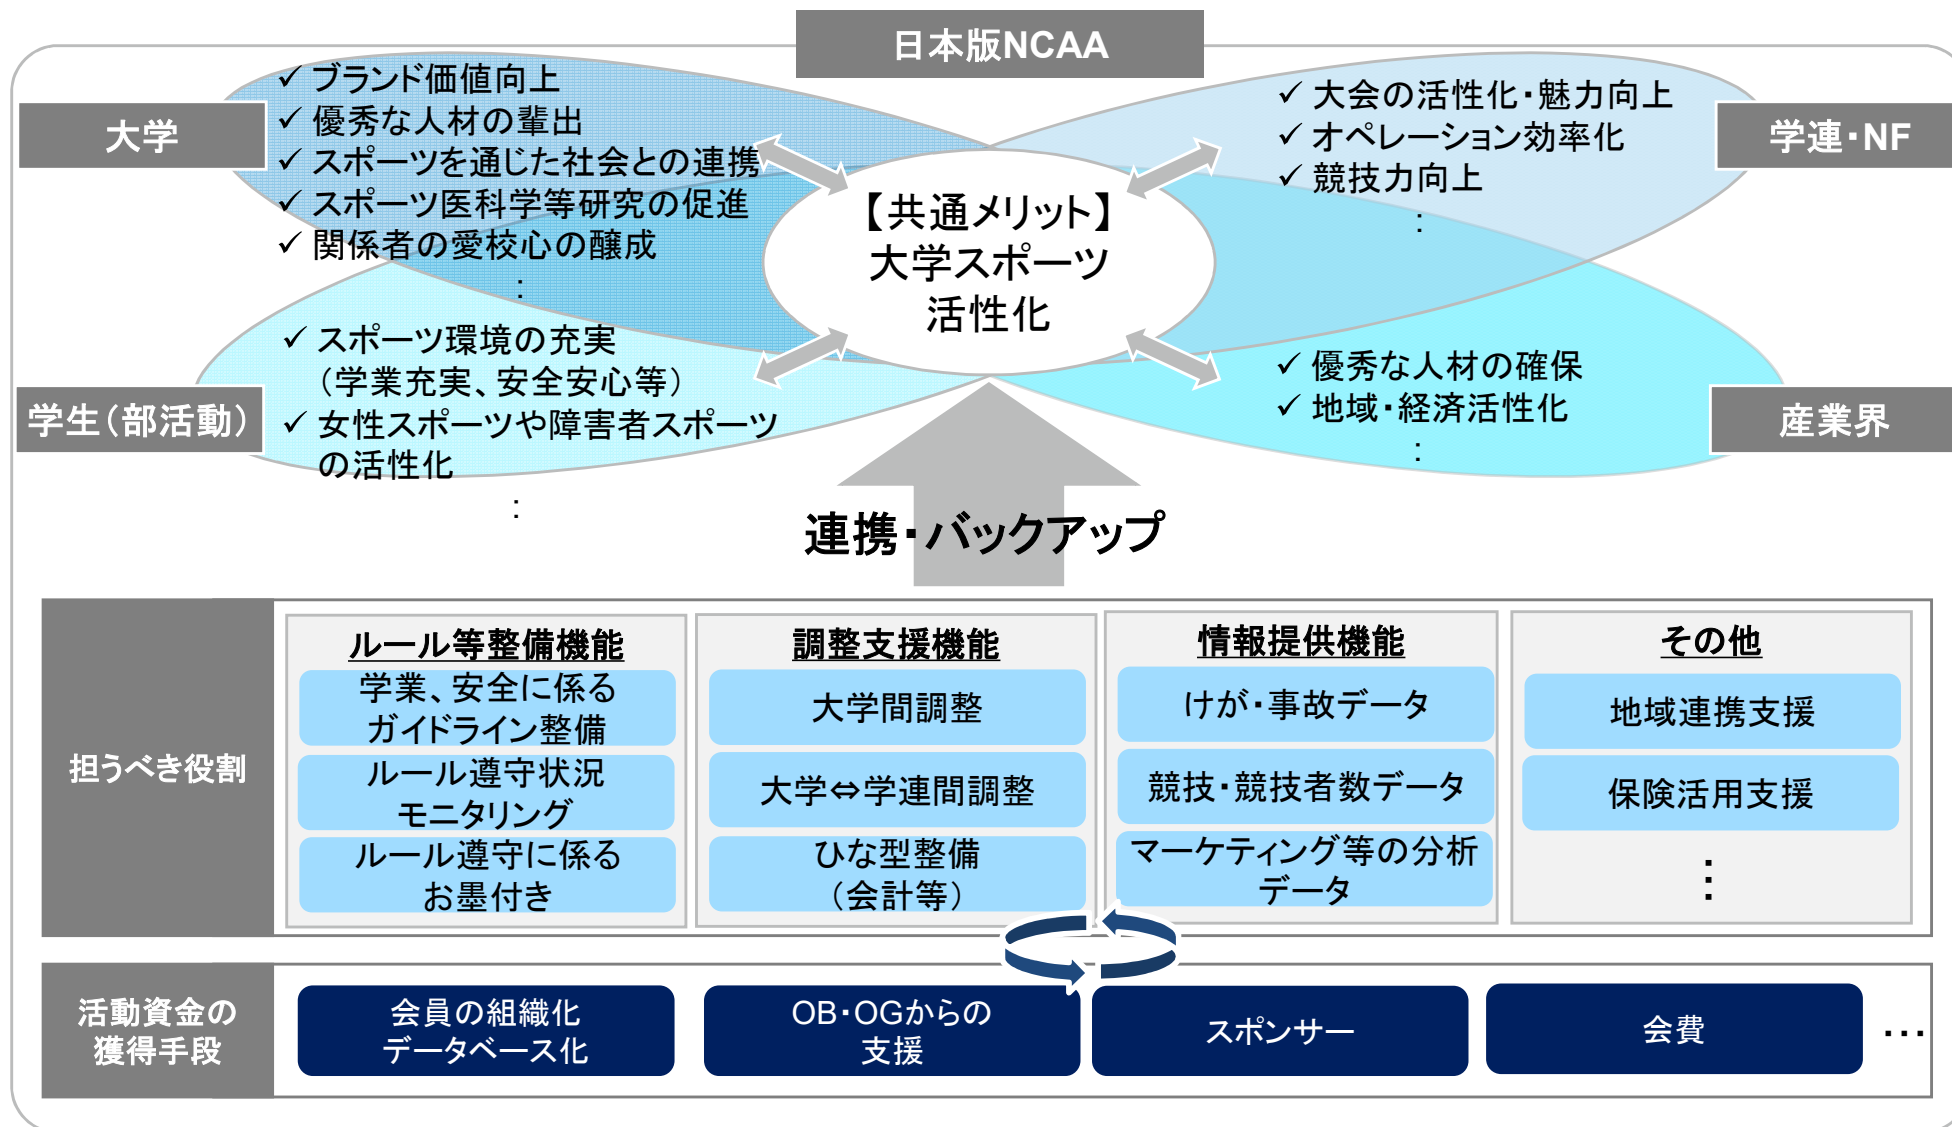 日本版NCAA
大学
✓ ブランド価値向上
✓ 優秀な人材の輩出
✓ スポーツを通じた社会との連携
✓ スポーツ医科学等研究の促進
✓ 関係者の愛校心の醸成
:
学連・NF
✓ 大会の活性化・魅力向上
✓ オペレーション効率化
✓ 競技力向上
:
【共通メリット】
大学スポーツ
活性化
学生(部活動)
✓ スポーツ環境の充実
(学業充実、安全安心等)
✓ 女性スポーツや障害者スポーツ
の活性化
:
産業界
✓ 優秀な人材の確保
✓ 地域・経済活性化
:
連携・バックアップ
担うべき役割
ルール等整備機能
学業、安全に係る
ガイドライン整備
ルール遵守状況
モニタリング
ルール遵守に係る
お墨付き
調整支援機能
大学間調整
大学⇔学連間調整
ひな型整備
(会計等)
情報提供機能
けが・事故データ
競技・競技者数データ
マーケティング等の分析
データ
その他
地域連携支援
保険活用支援
⋮
活動資金の
獲得手段
会員の組織化
データベース化
OB・OGからの
支援
スポンサー
会費
…